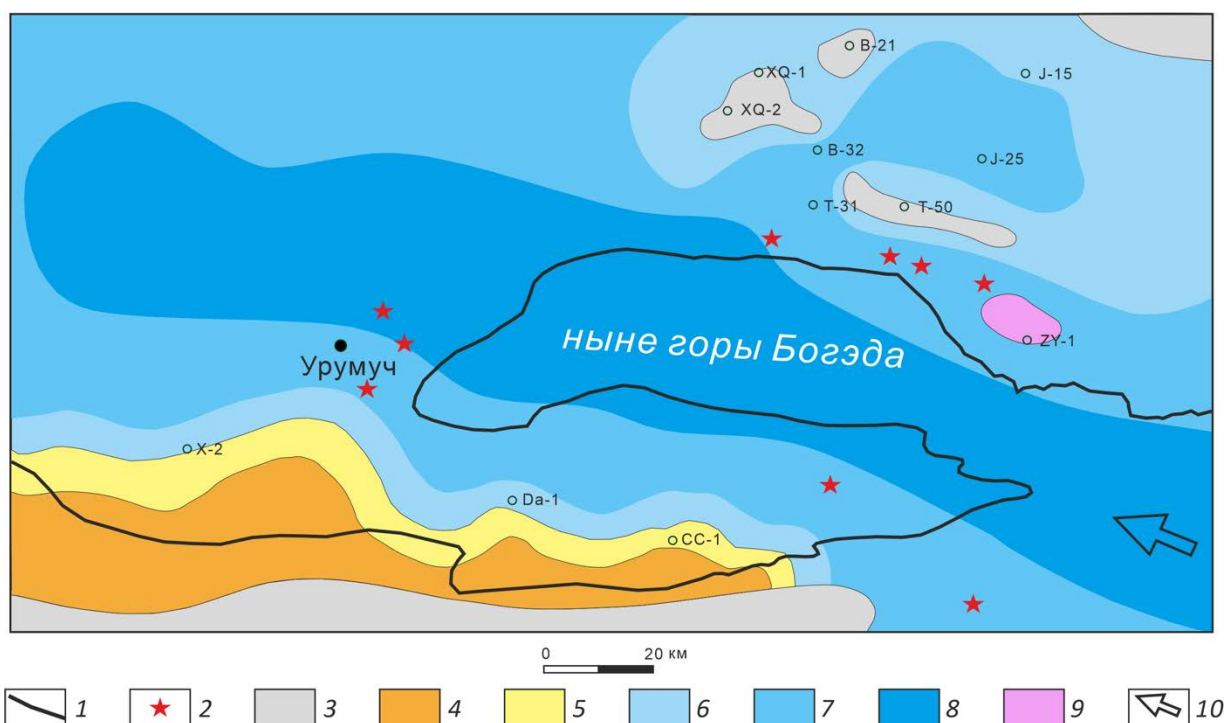 B-21
XQ-1
J-15
XQ-2
B-32
J-25
T-31
T-50
ныне горы Богэда
ZY-1
Урумуч
X-2
Da-1
CC-1
0 20 км
1 2 3 4 5 6 7 8 9 10